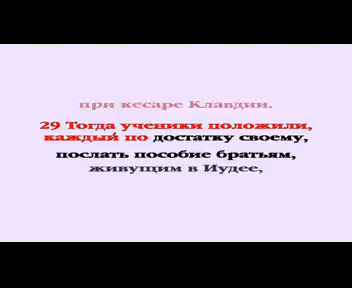 при кесаре Клавдии.
29 Тогда ученики положили,
каждый по достатку своему,
послать пособие братьям,
живущим в Иудее,